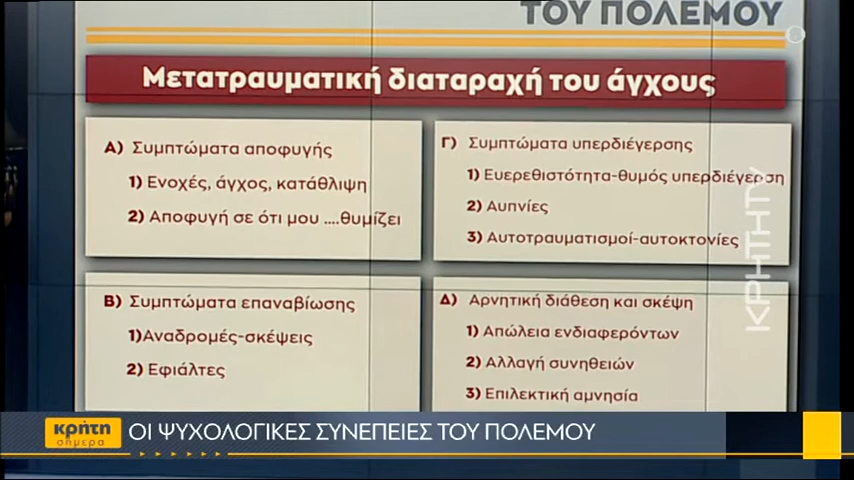 ΤΟΥ ΠΟΛΕΜΟΥ
Μετατραυματική διαταραχή του άγχους
Α) Συμπτώματα αποφυγής
1) Ενοχές, άγχος, κατάθλιψη
2) Αποφυγή σε ότι μου ....θυμίζει
Β) Συμπτώματα επαναβίωσης
1)Αναδρομές-σκέψεις
2) Εφιάλτες
Γ) Συμπτώματα υπερδιέγερσης
1) Ευερεθιστότητα-θυμός υπερδιέγερση
2) Αυπνίες
3) Αυτοτραυματισμοί-αυτοκτονίες
Δ) Αρνητική διάθεση και σκέψη
1) Απώλεια ενδιαφερόντων
2) Αλλαγή συνηθειών
3) Επιλεκτική αμνησία
ΚΡΗΤΗ TV
κρήτη
σήμερα
ΟΙ ΨΥΧΟΛΟΓΙΚΕΣ ΣΥΝΕΠΕΙΕΣ ΤΟΥ ΠΟΛΕΜΟΥ